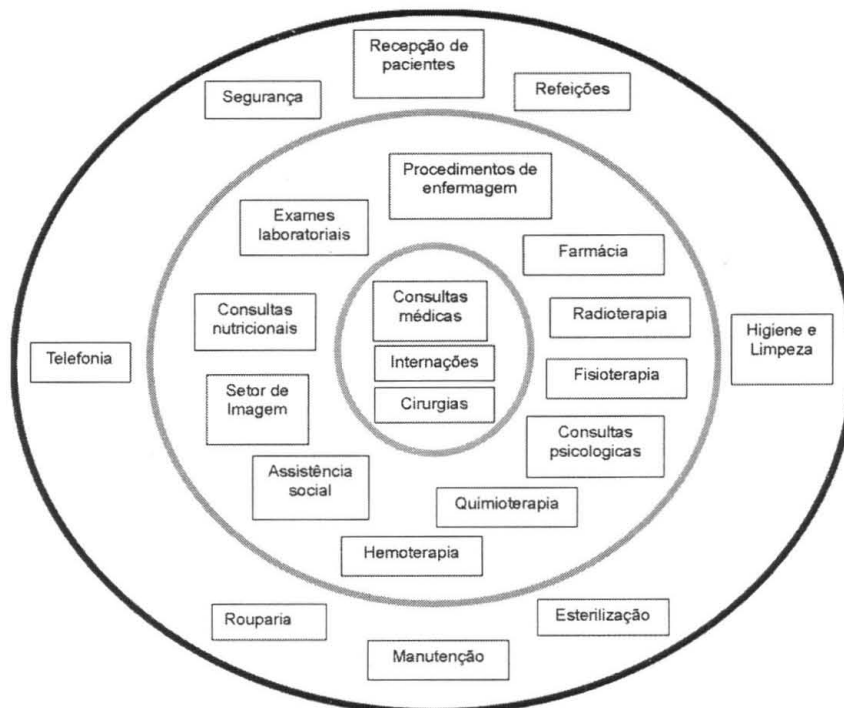 Recepção de
pacientes
Segurança
Refeições
Procedimentos de
enfermagem
Exames
laboratoriais
Farmácia
Consultas
médicas
Consultas
nutricionais
Radioterapia
Higiene e
Limpeza
Telefonia
Internações
Fisioterapia
Setor de
Imagem
Cirurgias
Consultas
psicologicas
Assistência
social
Quimioterapia
Hemoterapia
Rouparia
Esterilização
Manutenção